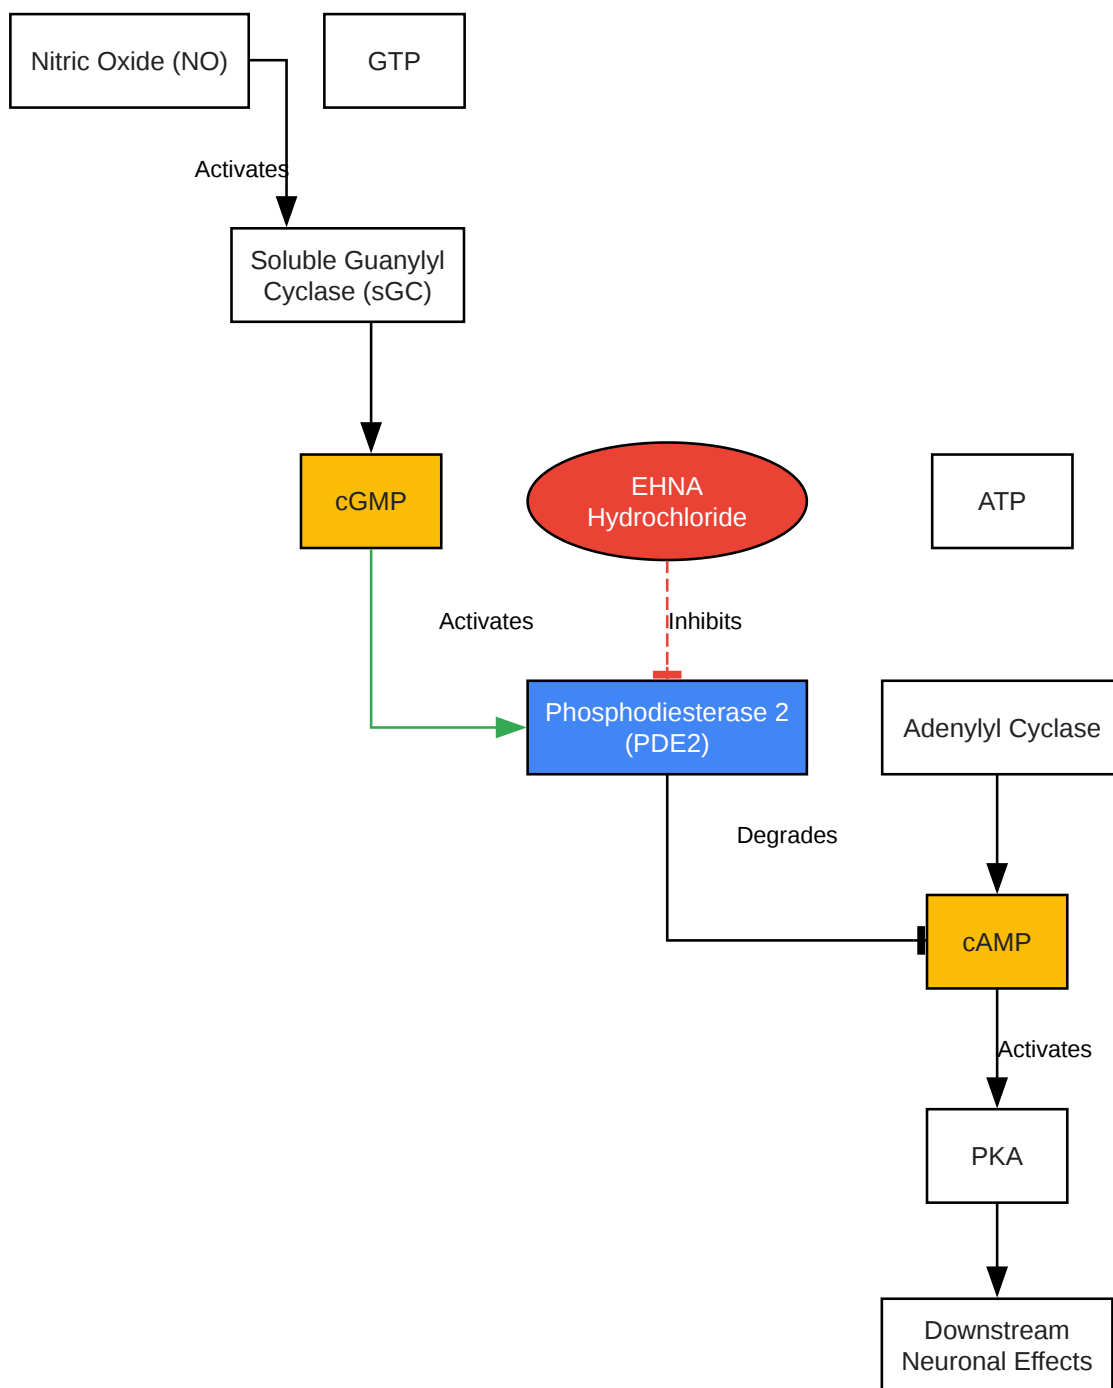 Nitric Oxide (NO)
GTP
Activates
Soluble Guanylyl
Cyclase (sGC)
cGMP
EHNA
Hydrochloride
ATP
Activates
Inhibits
Phosphodiesterase 2
(PDE2)
Adenylyl Cyclase
Degrades
cAMP
Activates
PKA
Downstream
Neuronal Effects